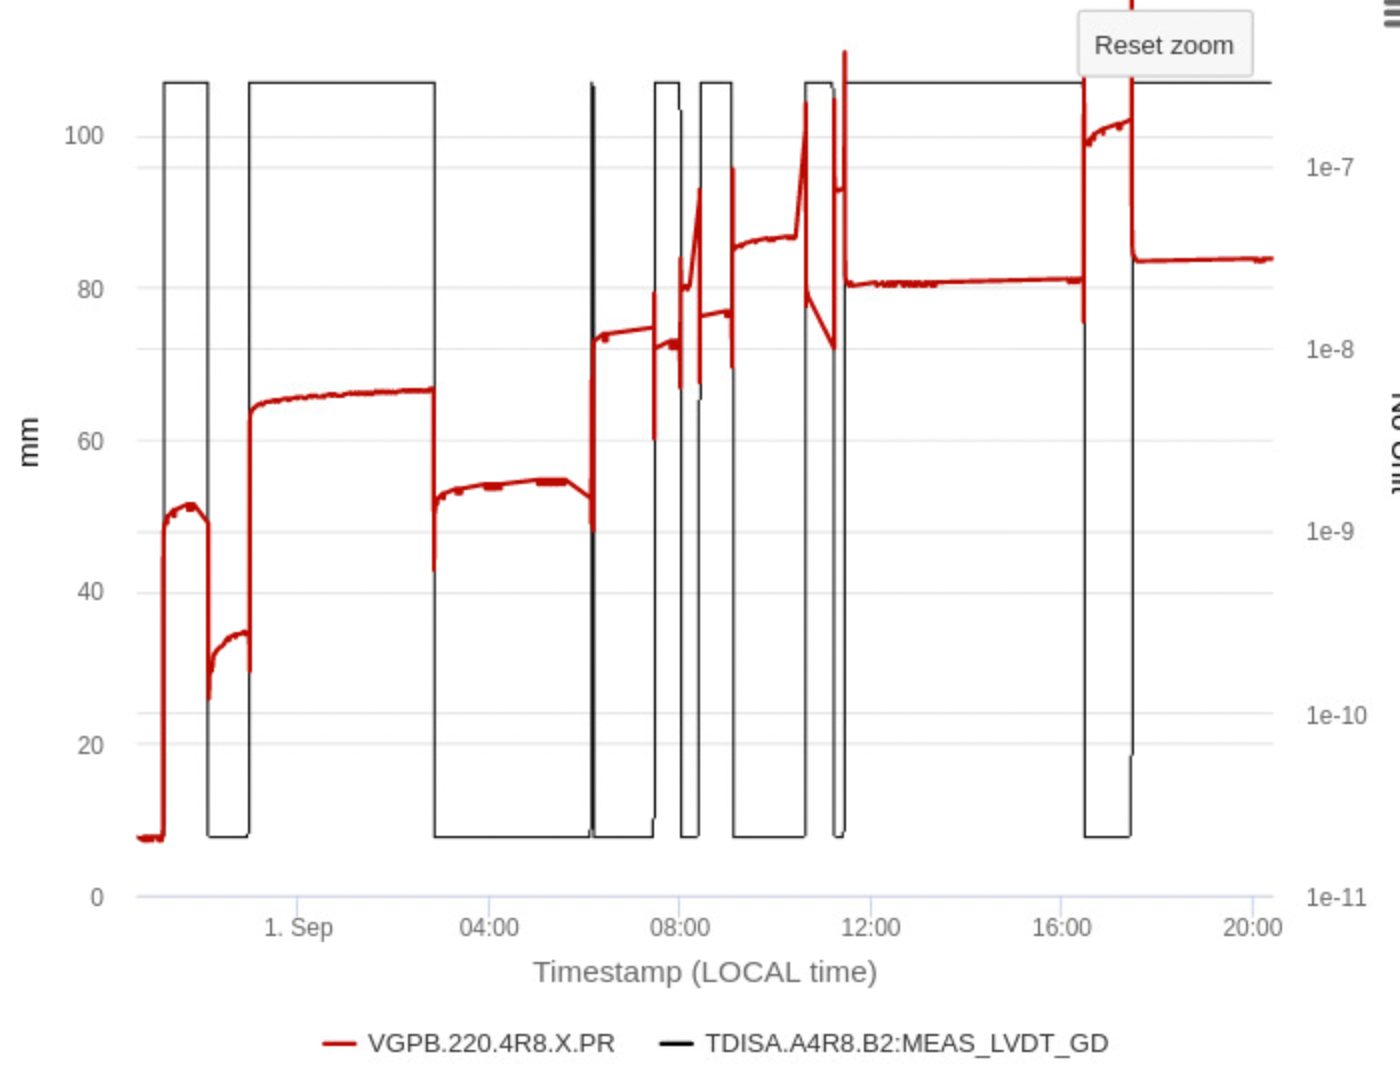 Reset zoom
100
80
60
40
20
0
mm
1e-7
1e-8
1e-9
1e-10
1e-11
1. Sep
04:00
08:00
12:00
16:00
20:00
Timestamp (LOCAL time)
VGPB.220.4R8.X.PR
TDISA.A4R8.B2:MEAS_LVDT_GD